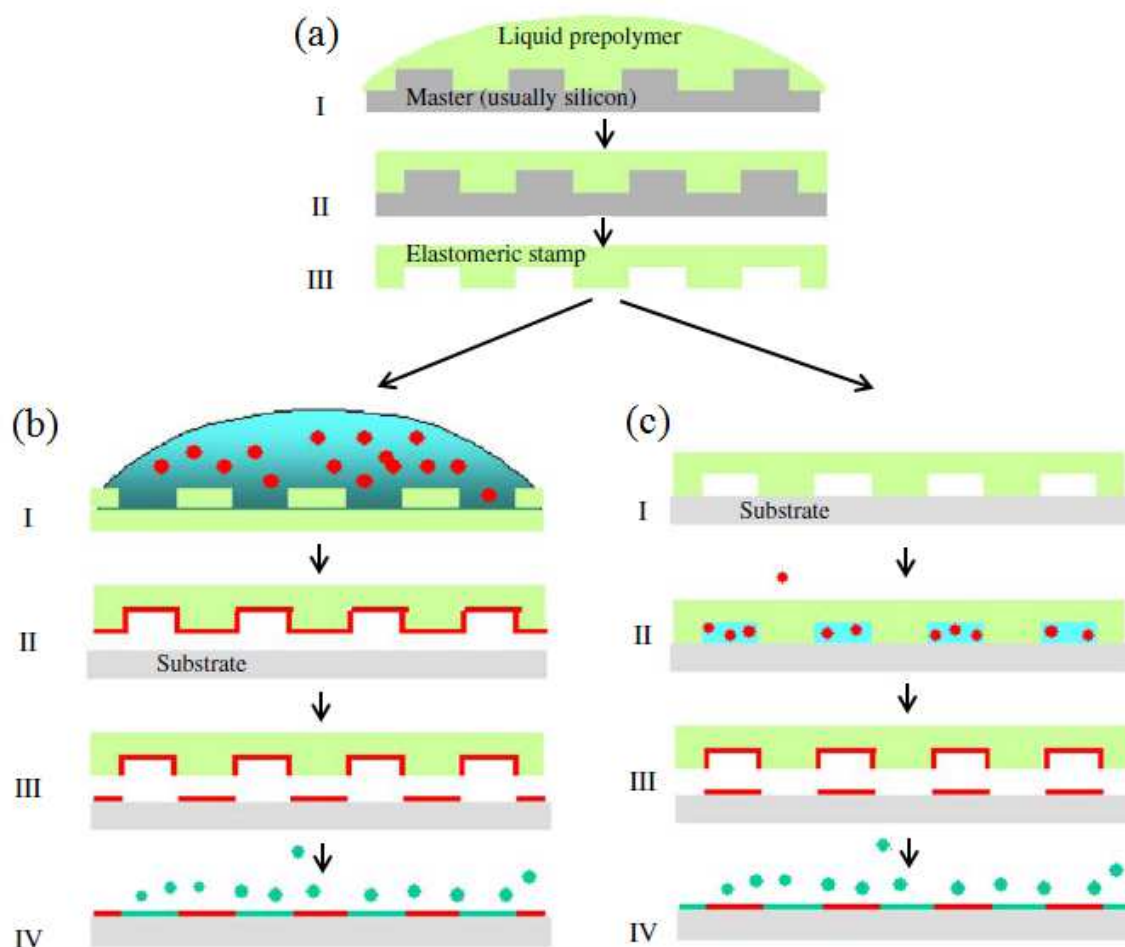 (a)
Liquid prepolymer
Master (usually silicon)
I
II
Elastomeric stamp
III
(b)
I
II
Substrate
III
IV
(c)
I
Substrate
II
III
IV